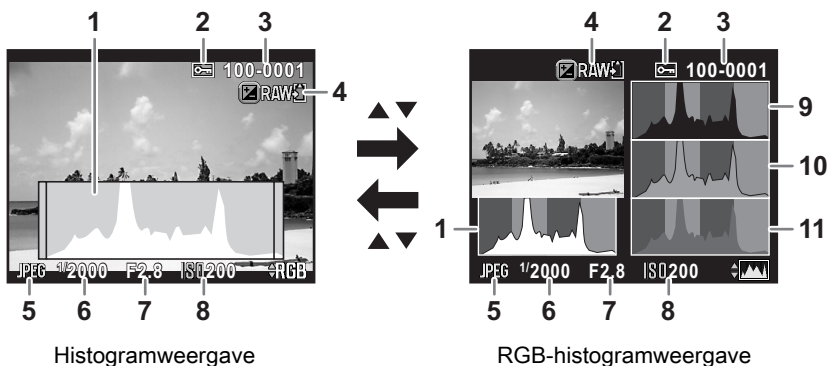 1 2 3
100-0001
RAW 4
JPEG 1/2000 F2.8 ISO200 RGB
5 6 7 8
Histogramweergave
4 2 3
RAW 100-0001
9
10
1 11
JPEG 1/2000 F2.8 ISO200
5 6 7 8
RGB-histogramweergave